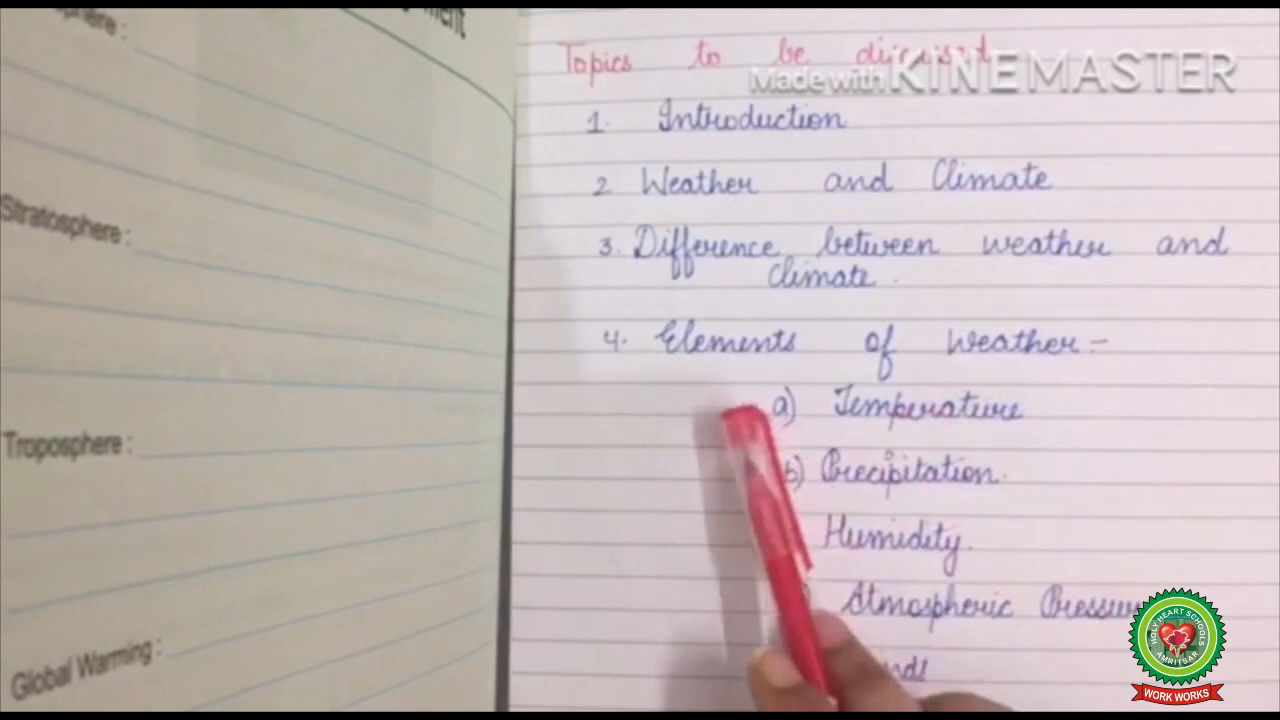 Stratosphere :
Troposphere :
Global Warming :
Topics to be discussed
Made with KINEMASTER
1. Introduction
2 Weather and Climate
3. Difference between weather and
Climate.
4. Elements of Weather:-
a) Temperature
b) Precipitation.
Humidity.
Atmospheric
HOLY HEART SCHOOLS
AMRITSAR
WORK WORKS